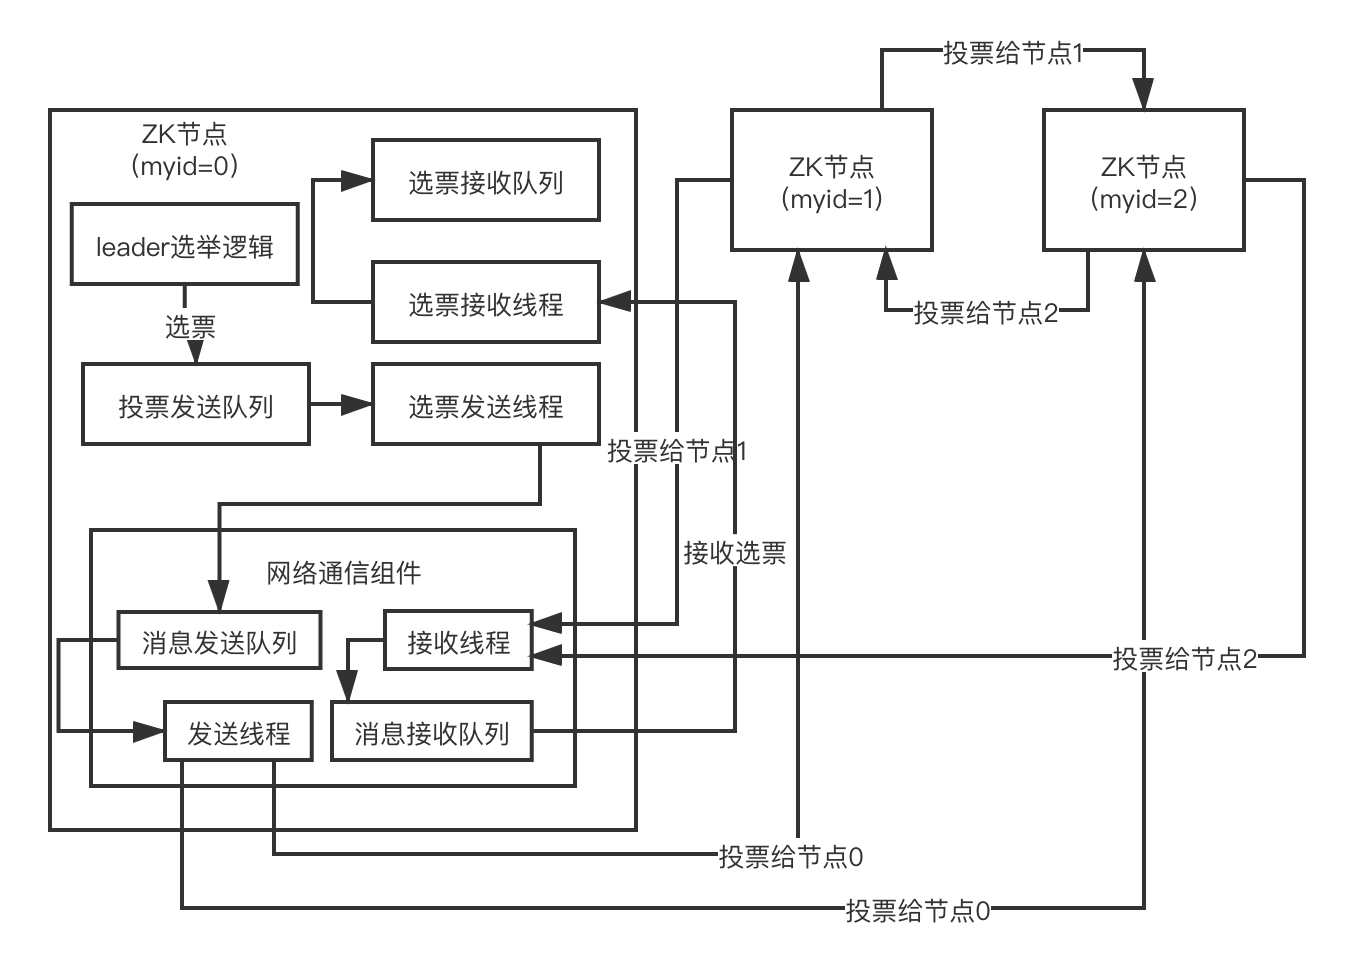 投票给节点1
ZK节点
(myid=0)
选票接收队列
ZK节点
(myid=1)
ZK节点
(myid=2)
leader选举逻辑
选票接收线程
投票给节点2
选票
投票发送队列
选票发送线程
投票给节点1
接收选票
网络通信组件
消息发送队列
接收线程
投票给节点2
发送线程
消息接收队列
投票给节点0
投票给节点0